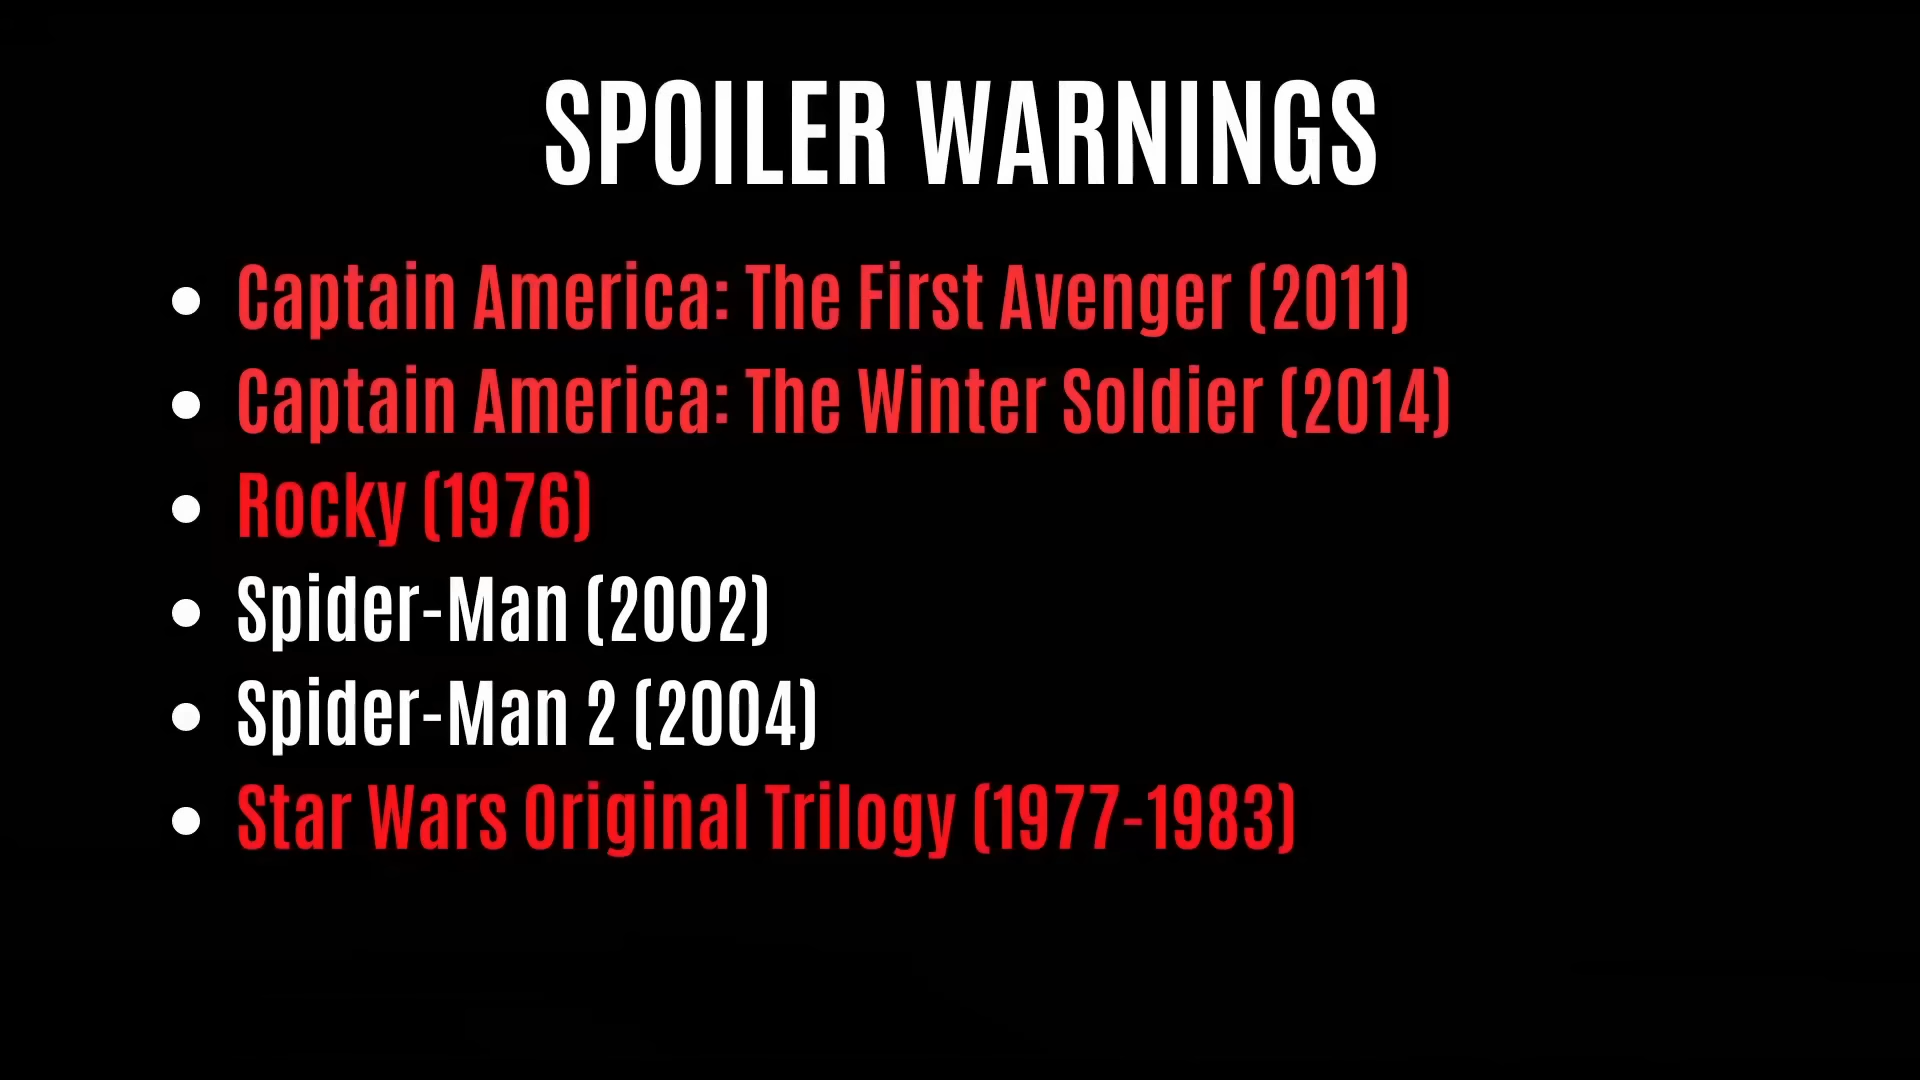 SPOILER WARNINGS
Captain America: The First Avenger (2011)
Captain America: The Winter Soldier (2014)
Rocky (1976)
Spider-Man (2002)
Spider-Man 2 (2004)
Star Wars Original Trilogy (1977-1983)